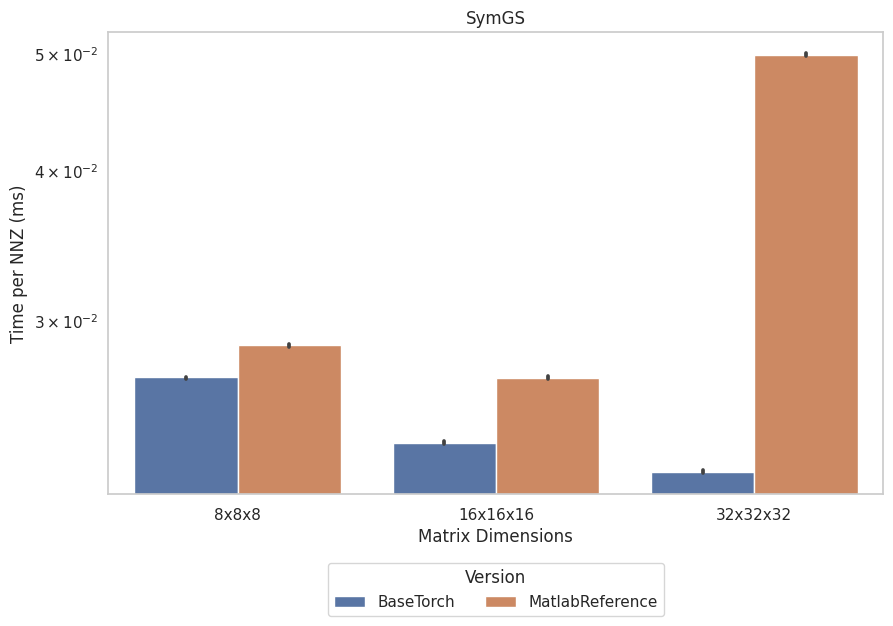 SymGS
Time per NNZ (ms)
5 × 10⁻²
4 × 10⁻²
3 × 10⁻²
8x8x8 16x16x16 32x32x32
Matrix Dimensions
Version
BaseTorch MatlabReference